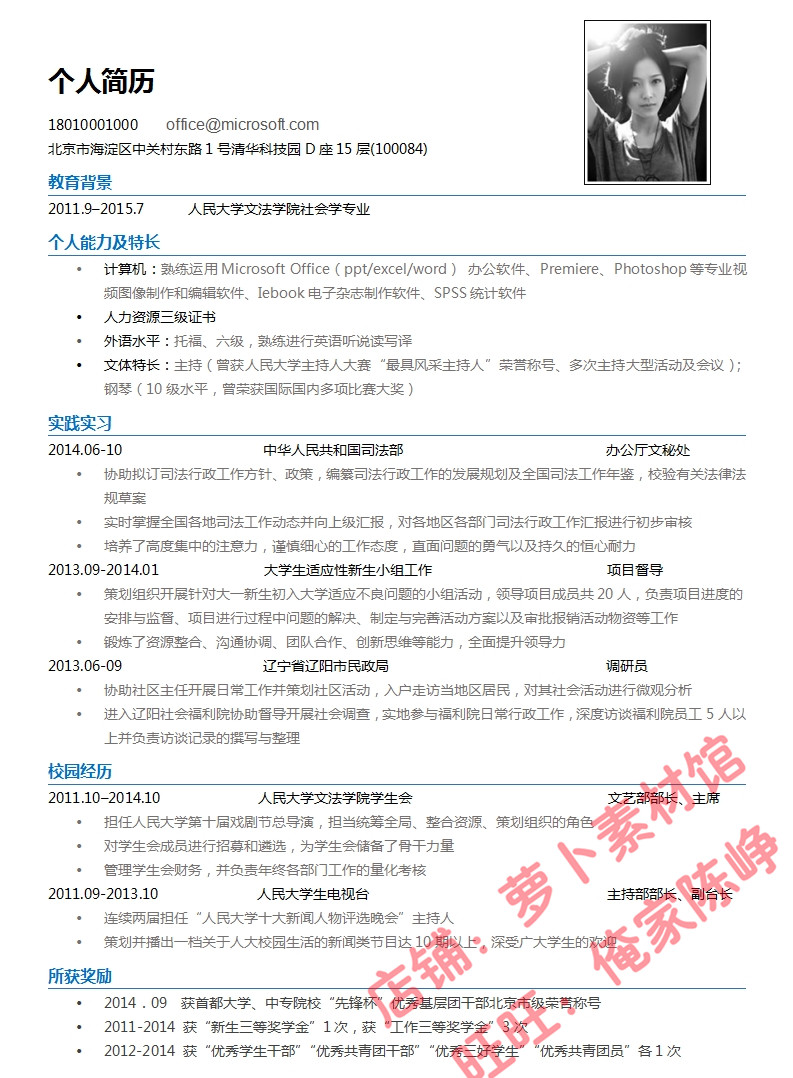 个人简历
18010001000 office@microsoft.com
北京市海淀区中关村东路 1 号清华科技园 D 座 15 层(100084)
教育背景
2011.9–2015.7 人民大学文法学院社会学专业
个人能力及特长
• 计算机：熟练运用 Microsoft Office（ppt/excel/word） 办公软件、Premiere、Photoshop 等专业视
频图像制作和编辑软件、Iebook 电子杂志制作软件、SPSS 统计软件
• 人力资源三级证书
• 外语水平：托福、六级，熟练进行英语听说读写译
• 文体特长：主持（曾获人民大学主持人大赛“最具风采主持人”荣誉称号、多次主持大型活动及会议）；
钢琴（10 级水平，曾荣获国际国内多项比赛大奖）
实践实习
2014.06-10 中华人民共和国司法部 办公厅文秘处
• 协助拟订司法行政工作方针、政策，编纂司法行政工作的发展规划及全国司法工作年鉴，校验有关法律法
规草案
• 实时掌握全国各地司法工作动态并向上级汇报，对各地区各部门司法行政工作汇报进行初步审核
• 培养了高度集中的注意力，谨慎细心的工作态度，直面问题的勇气以及持久的恒心耐力
2013.09-2014.01 大学生适应性新生小组工作 项目督导
• 策划组织开展针对大一新生初入大学适应不良问题的小组活动，领导项目成员共 20 人，负责项目进度的
安排与监督、项目进行过程中问题的解决、制定与完善活动方案以及审批报销活动物资等工作
• 锻炼了资源整合、沟通协调、团队合作、创新思维等能力，全面提升领导力
2013.06-09 辽宁省辽阳市民政局 调研员
• 协助社区主任开展日常工作并策划社区活动，入户走访当地区居民，对其社会活动进行微观分析
• 进入辽阳社会福利院协助督导开展社会调查，实地参与福利院日常行政工作，深度访谈福利院员工 5 人以
上并负责访谈记录的撰写与整理
校园经历
2011.10–2014.10 人民大学文法学院学生会 文艺部部长、主席
• 担任人民大学第十届戏剧节总导演，担当统筹全局、整合资源、策划组织的角色
• 对学生会成员进行招募和遴选，为学生会储备了骨干力量
• 管理学生会财务，并负责年终各部门工作的量化考核
2011.09-2013.10 人民大学生电视台 主持部部长、副台长
• 连续两届担任“人民大学十大新闻人物评选晚会”主持人
• 策划并播出一档关于人大校园生活的新闻类节目达 10 期以上，深受广大学生的欢迎
所获奖励
• 2014．09 获首都大学、中专院校“先锋杯”优秀基层团干部北京市级荣誉称号
• 2011-2014 获“新生三等奖学金”1 次，获“工作三等奖学金”3 次
• 2012-2014 获“优秀学生干部”“优秀共青团干部”“优秀三好学生”“优秀共青团员”各 1 次
店铺：萝卜素材馆
旺旺：俺家陈峥